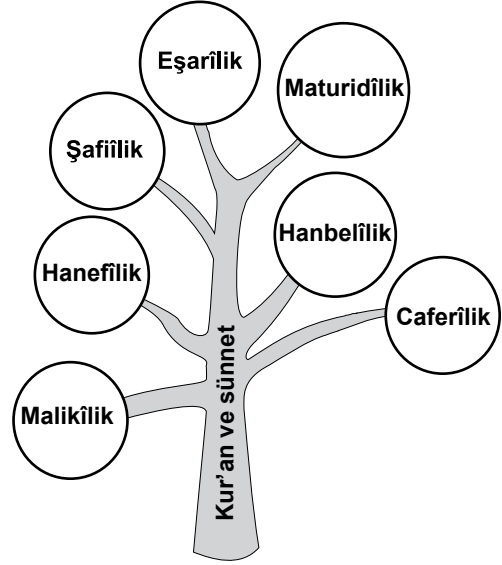 Eşarîlik
Maturidîlik
Şafiîlik
Hanbelîlik
Hanefîlik
Caferîlik
Malikîlik
Kur’an ve sünnet